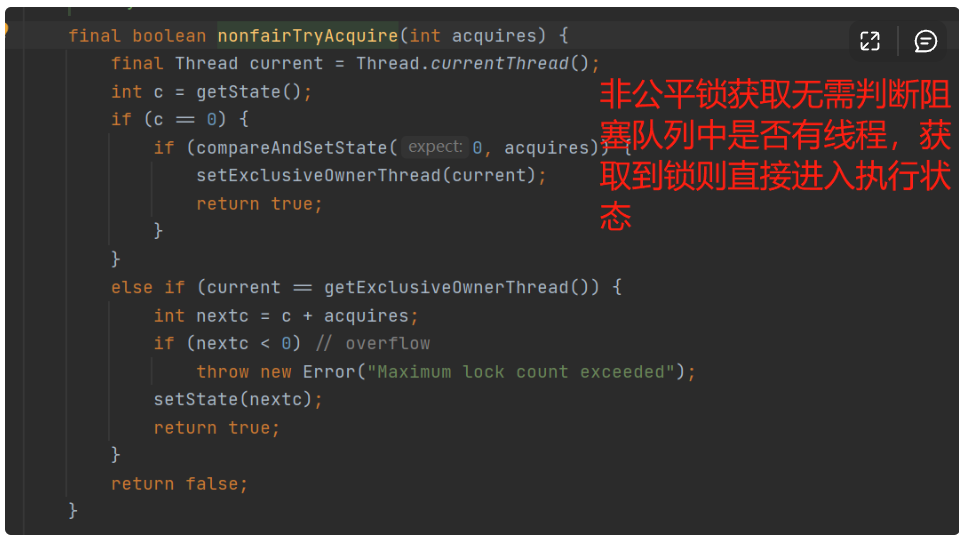 final boolean nonfairTryAcquire(int acquires) {
final Thread current = Thread.currentThread();
int c = getState();
if (c == 0) {
if (compareAndSetState( expect: 0, acquires)) {
setExclusiveOwnerThread(current);
return true;
}
}
else if (current == getExclusiveOwnerThread()) {
int nextc = c + acquires;
if (nextc < 0) // overflow
throw new Error("Maximum lock count exceeded");
setState(nextc);
return true;
}
return false;
}
非公平锁获取无需判断阻
塞队列中是否有线程，获
取到锁则直接进入执行状
态